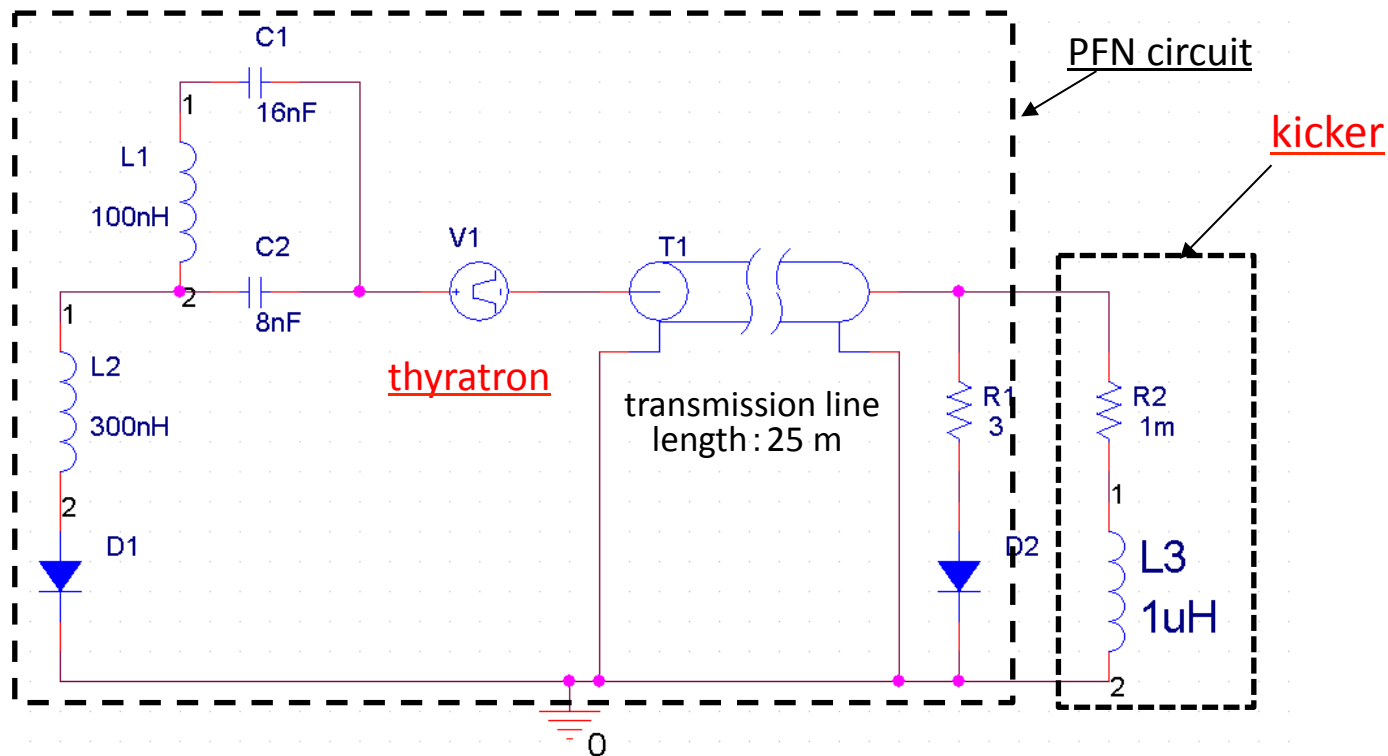 C1
16nF
1
L1
100nH
2
C2
8nF
V1
thyratron
T1
transmission line
length : 25 m
1
L2
300nH
2
D1
R1
3
D2
PFN circuit
kicker
R2
1m
1
L3
1uH
2
0